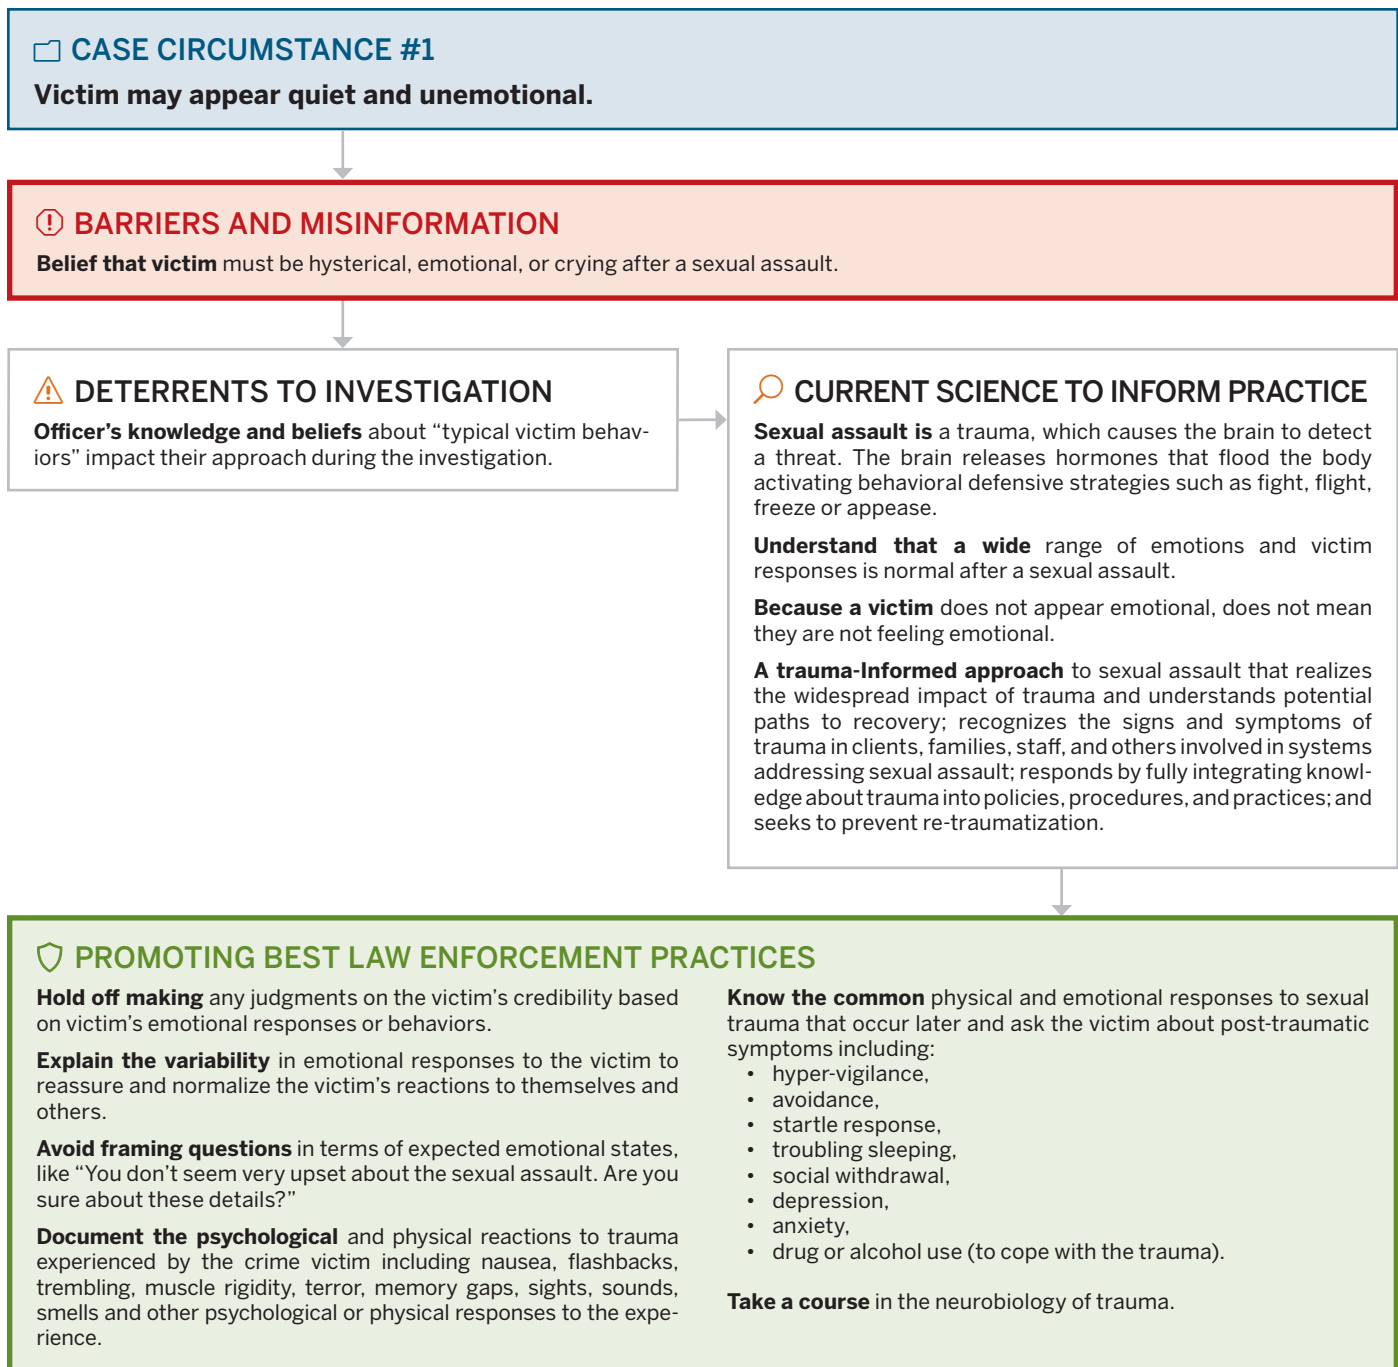 CASE CIRCUMSTANCE #1
Victim may appear quiet and unemotional.
BARRIERS AND MISINFORMATION
Belief that victim must be hysterical, emotional, or crying after a sexual assault.
DETERRENTS TO INVESTIGATION
Officer's knowledge and beliefs about “typical victim behav-
iors” impact their approach during the investigation.
CURRENT SCIENCE TO INFORM PRACTICE
Sexual assault is a trauma, which causes the brain to detect
a threat. The brain releases hormones that flood the body
activating behavioral defensive strategies such as fight, flight,
freeze or appease.
Understand that a wide range of emotions and victim
responses is normal after a sexual assault.
Because a victim does not appear emotional, does not mean
they are not feeling emotional.
A trauma-Informed approach to sexual assault that realizes
the widespread impact of trauma and understands potential
paths to recovery; recognizes the signs and symptoms of
trauma in clients, families, staff, and others involved in systems
addressing sexual assault; responds by fully integrating knowl-
edge about trauma into policies, procedures, and practices; and
seeks to prevent re-traumatization.
PROMOTING BEST LAW ENFORCEMENT PRACTICES
Hold off making any judgments on the victim's credibility based
on victim's emotional responses or behaviors.
Explain the variability in emotional responses to the victim to
reassure and normalize the victim's reactions to themselves and
others.
Avoid framing questions in terms of expected emotional states,
like “You don't seem very upset about the sexual assault. Are you
sure about these details?”
Document the psychological and physical reactions to trauma
experienced by the crime victim including nausea, flashbacks,
trembling, muscle rigidity, terror, memory gaps, sights, sounds,
smells and other psychological or physical responses to the expe-
rience.
Know the common physical and emotional responses to sexual
trauma that occur later and ask the victim about post-traumatic
symptoms including:
• hyper-vigilance,
• avoidance,
• startle response,
• troubling sleeping,
• social withdrawal,
• depression,
• anxiety,
• drug or alcohol use (to cope with the trauma).
Take a course in the neurobiology of trauma.